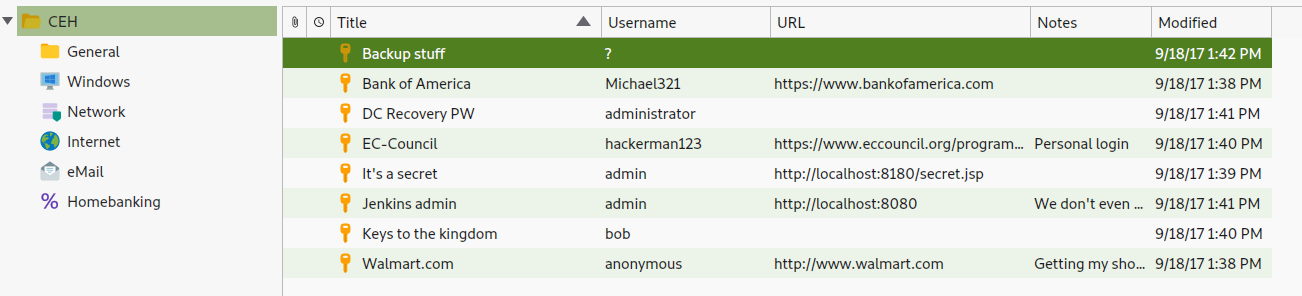 CEH
General
Windows
Network
Internet
eMail
Homebanking
Title Username URL Notes Modified
Backup stuff ? 9/18/17 1:42 PM
Bank of America Michael321 https://www.bankofamerica.com 9/18/17 1:38 PM
DC Recovery PW administrator 9/18/17 1:41 PM
EC-Council hackerman123 https://www.eccouncil.org/program... Personal login 9/18/17 1:40 PM
It's a secret admin http://localhost:8180/secret.jsp 9/18/17 1:39 PM
Jenkins admin admin http://localhost:8080 We don't even ... 9/18/17 1:41 PM
Keys to the kingdom bob 9/18/17 1:40 PM
Walmart.com anonymous http://www.walmart.com Getting my sho... 9/18/17 1:38 PM